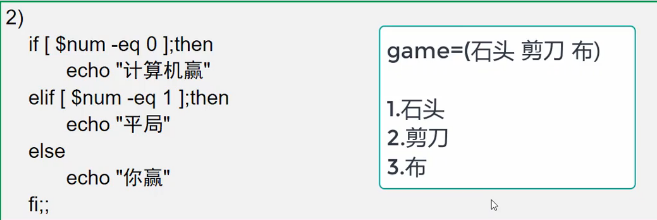 2)
if [ $num -eq 0 ];then
echo "计算机赢"
elif [ $num -eq 1 ];then
echo "平局"
else
echo "你赢"
fi;;
game=(石头 剪刀 布)
1.石头
2.剪刀
3.布